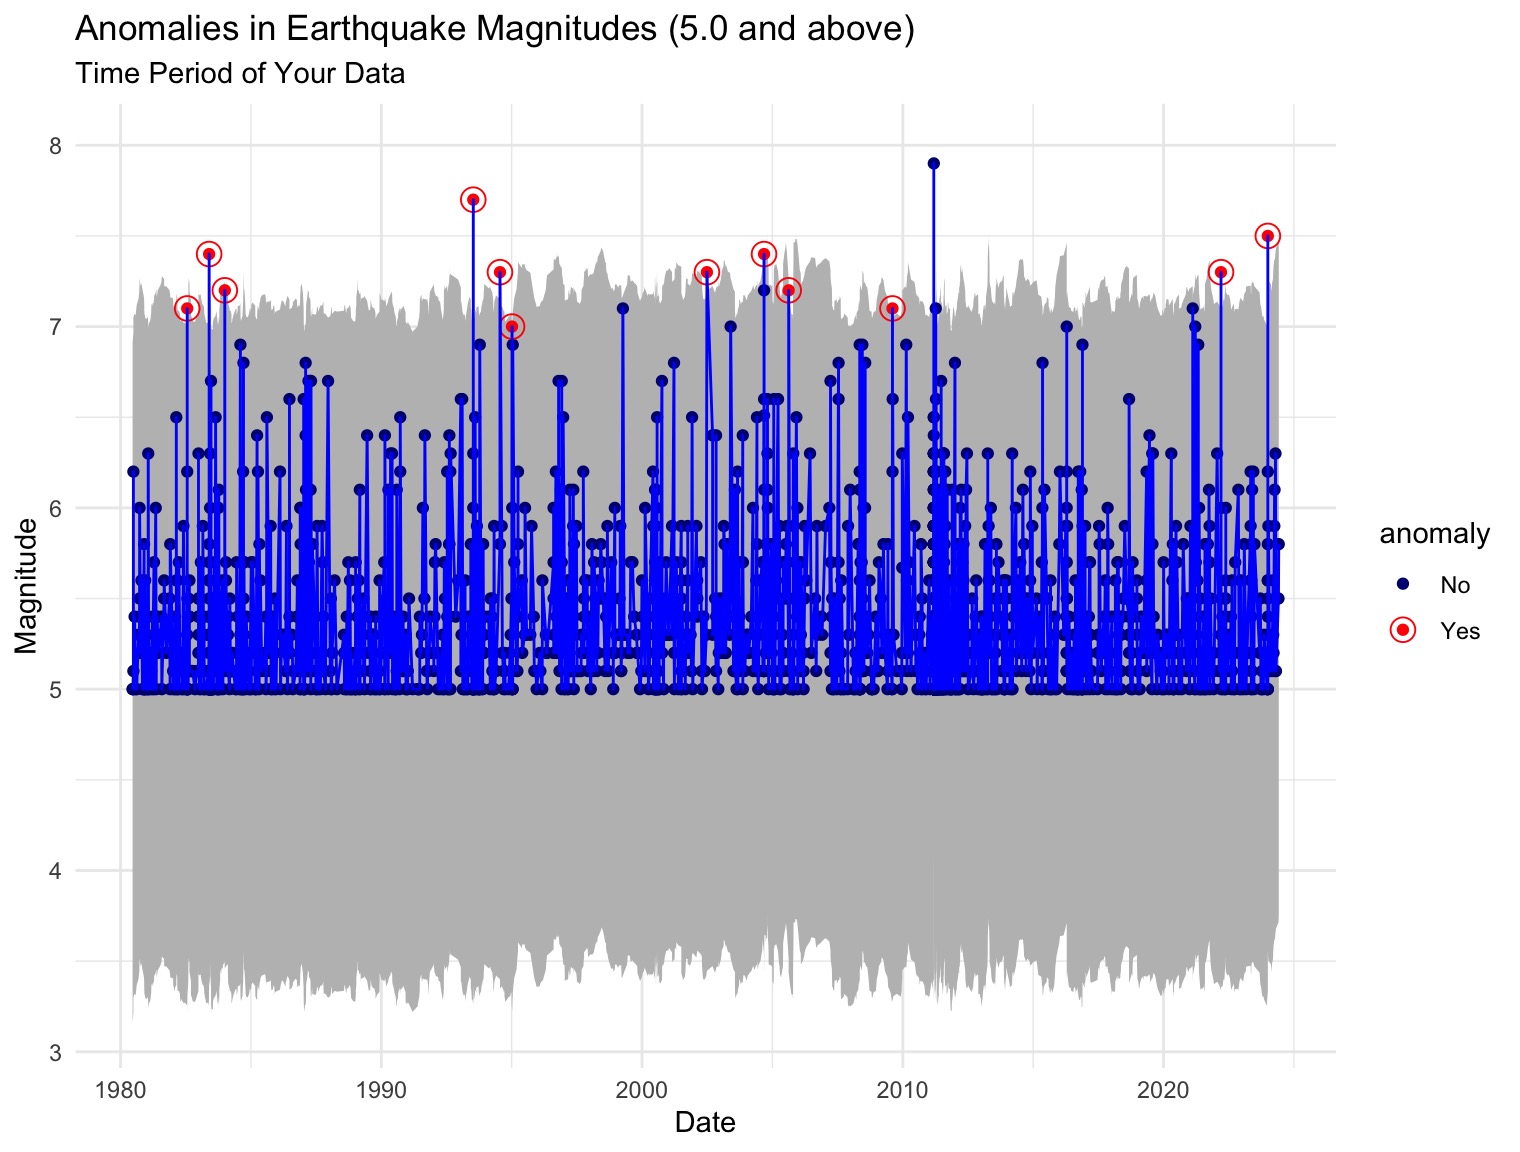 Anomalies in Earthquake Magnitudes (5.0 and above)
Time Period of Your Data
8
7
6
5
4
3
Magnitude
1980
1990
2000
2010
2020
Date
anomaly
No
Yes